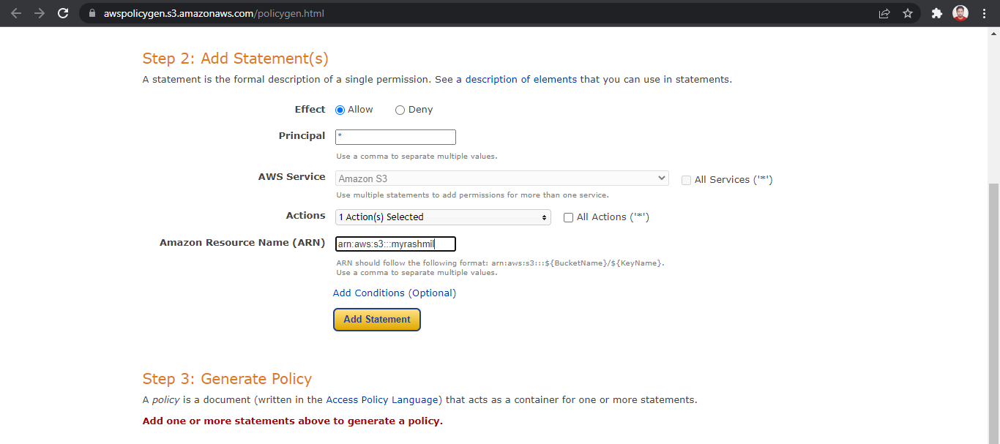 awspolicygen.s3.amazonaws.com/policygen.html
Step 2: Add Statement(s)
A statement is the formal description of a single permission. See a description of elements that you can use in statements.
Effect Allow Deny
Principal *
Use a comma to separate multiple values.
AWS Service Amazon S3 All Services ('*')
Use multiple statements to add permissions for more than one service.
Actions 1 Action(s) Selected All Actions ('*')
Amazon Resource Name (ARN) arn:aws:s3:::myrashmil
ARN should follow the following format: arn:aws:s3:::${BucketName}/${KeyName}.
Use a comma to separate multiple values.
Add Conditions (Optional)
Add Statement
Step 3: Generate Policy
A policy is a document (written in the Access Policy Language) that acts as a container for one or more statements.
Add one or more statements above to generate a policy.